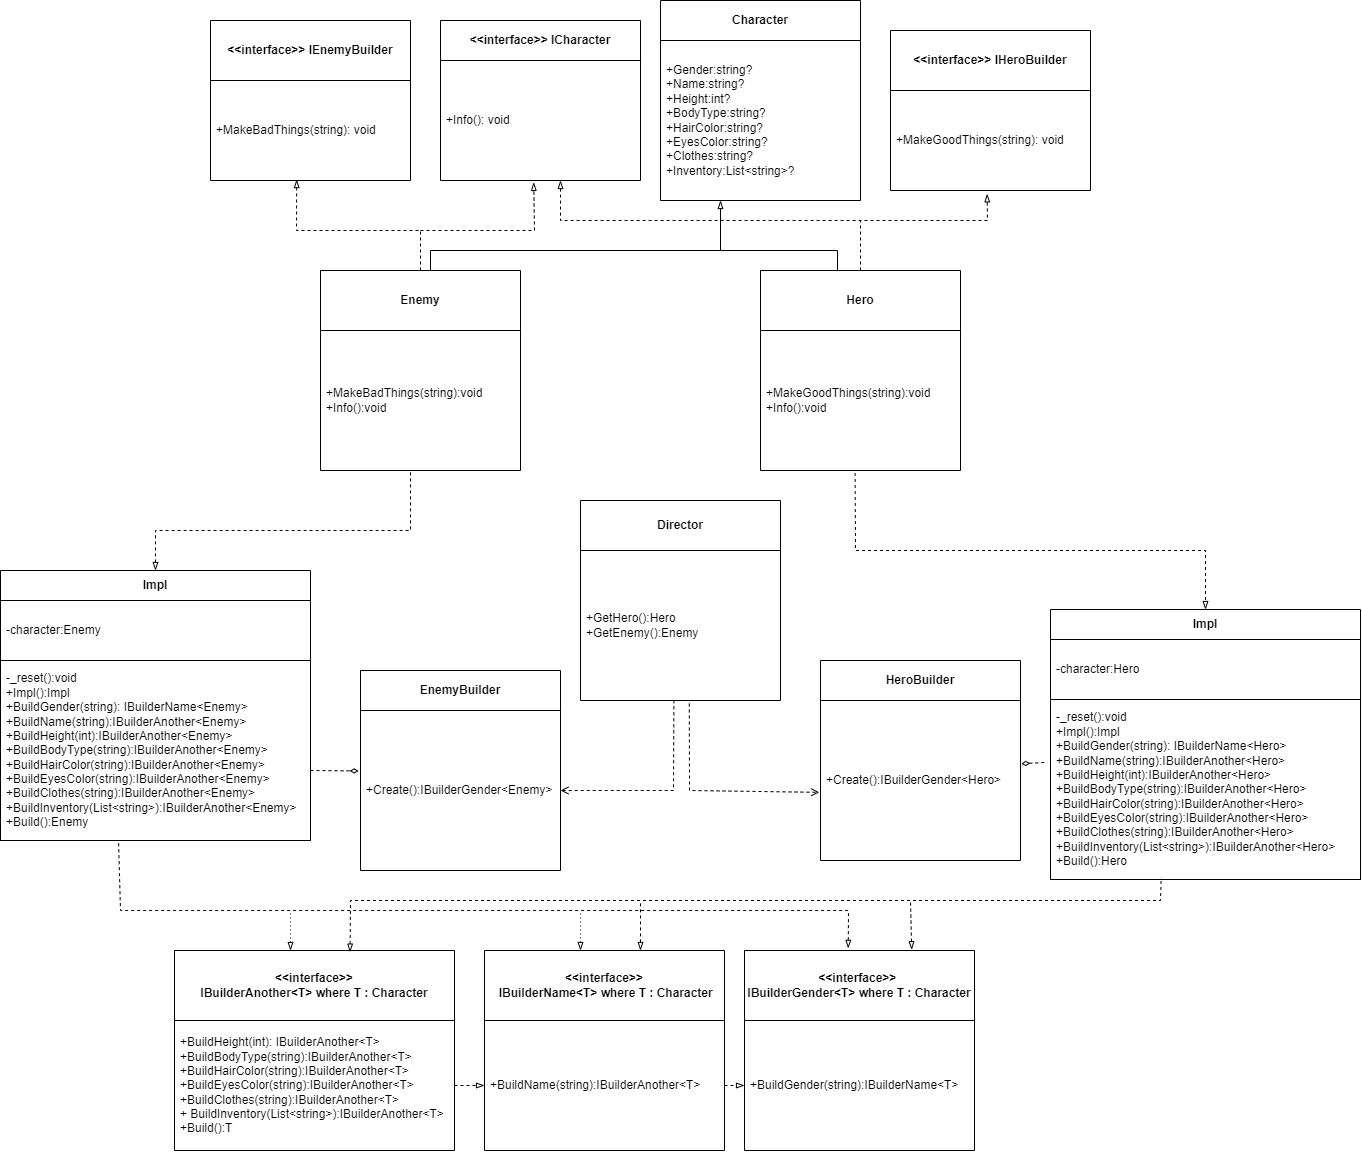 <<interface>> IEnemyBuilder
+MakeBadThings(string): void
<<interface>> ICharacter
+Info(): void
Character
+Gender:string?
+Name:string?
+Height:int?
+BodyType:string?
+HairColor:string?
+EyesColor:string?
+Clothes:string?
+Inventory:List<string>?
<<interface>> IHeroBuilder
+MakeGoodThings(string): void
Enemy
+MakeBadThings(string):void
+Info():void
Hero
+MakeGoodThings(string):void
+Info():void
Director
+GetHero():Hero
+GetEnemy():Enemy
Impl
-character:Enemy
-_reset():void
+Impl():Impl
+BuildGender(string): IBuilderName<Enemy>
+BuildName(string):IBuilderAnother<Enemy>
+BuildHeight(int):IBuilderAnother<Enemy>
+BuildBodyType(string):IBuilderAnother<Enemy>
+BuildHairColor(string):IBuilderAnother<Enemy>
+BuildEyesColor(string):IBuilderAnother<Enemy>
+BuildClothes(string):IBuilderAnother<Enemy>
+BuildInventory(List<string>):IBuilderAnother<Enemy>
+Build():Enemy
EnemyBuilder
+Create():IBuilderGender<Enemy>
HeroBuilder
+Create():IBuilderGender<Hero>
Impl
-character:Hero
-_reset():void
+Impl():Impl
+BuildGender(string): IBuilderName<Hero>
+BuildName(string):IBuilderAnother<Hero>
+BuildHeight(int):IBuilderAnother<Hero>
+BuildBodyType(string):IBuilderAnother<Hero>
+BuildHairColor(string):IBuilderAnother<Hero>
+BuildEyesColor(string):IBuilderAnother<Hero>
+BuildClothes(string):IBuilderAnother<Hero>
+BuildInventory(List<string>):IBuilderAnother<Hero>
+Build():Hero
<<interface>>
IBuilderAnother<T> where T : Character
+BuildHeight(int): IBuilderAnother<T>
+BuildBodyType(string):IBuilderAnother<T>
+BuildHairColor(string):IBuilderAnother<T>
+BuildEyesColor(string):IBuilderAnother<T>
+BuildClothes(string):IBuilderAnother<T>
+ BuildInventory(List<string>):IBuilderAnother<T>
+Build():T
<<interface>>
IBuilderName<T> where T : Character
+BuildName(string):IBuilderAnother<T>
<<interface>>
IBuilderGender<T> where T : Character
+BuildGender(string):IBuilderName<T>